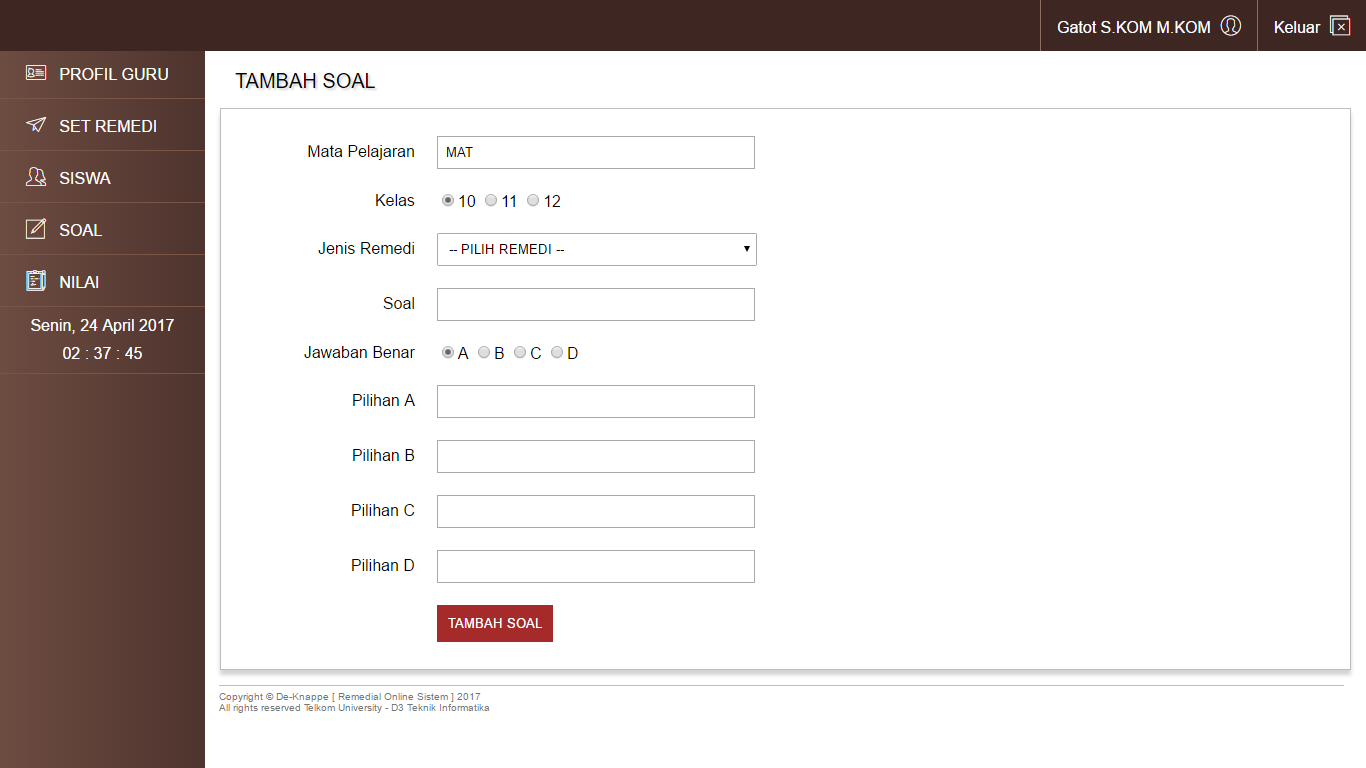 Gatot S.KOM M.KOM
Keluar
PROFIL GURU
SET REMEDI
SISWA
SOAL
NILAI
Senin, 24 April 2017
02 : 37 : 45
TAMBAH SOAL
Mata Pelajaran MAT
Kelas 10 11 12
Jenis Remedi -- PILIH REMEDI --
Soal
Jawaban Benar A B C D
Pilihan A
Pilihan B
Pilihan C
Pilihan D
TAMBAH SOAL
Copyright © De-Knappe [ Remedial Online Sistem ] 2017
All rights reserved Telkom University - D3 Teknik Informatika